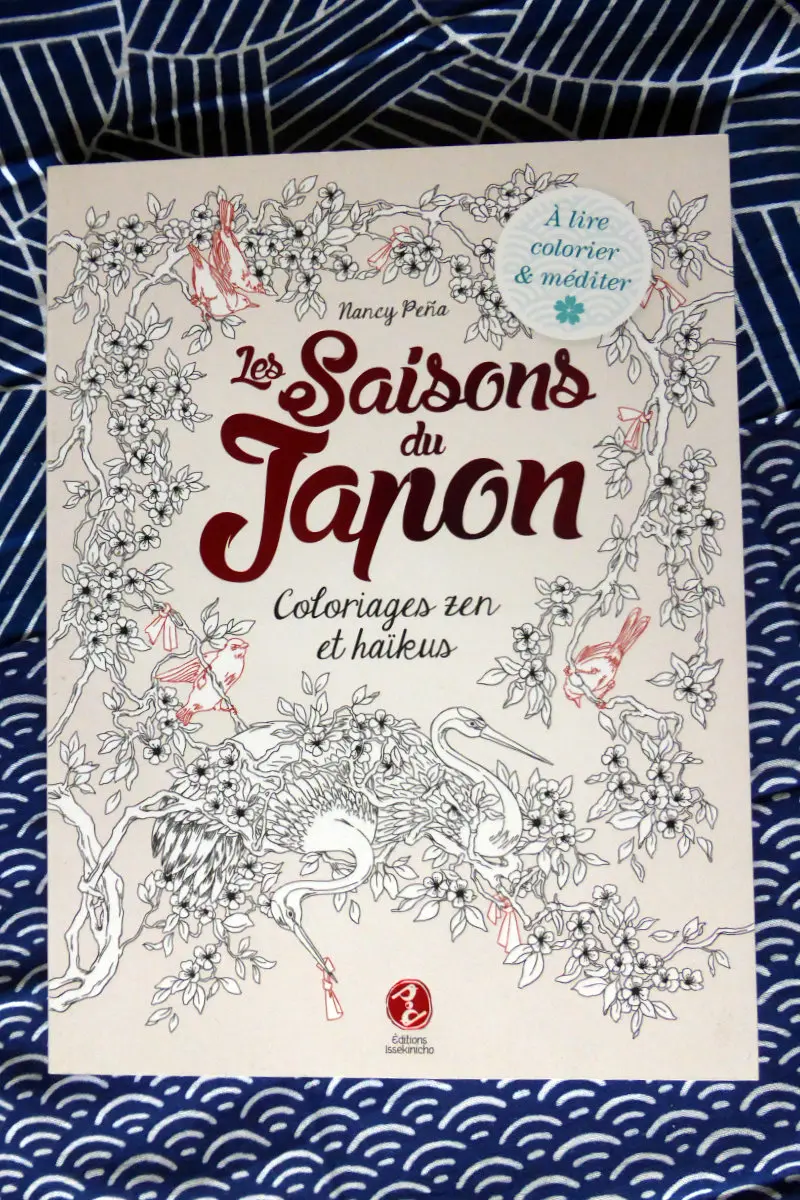 À lire
colorier
& méditer
Nancy Peña
Les Saisons
du
Japon
Coloriages zen
et haïkus
Éditions
Issekinicho